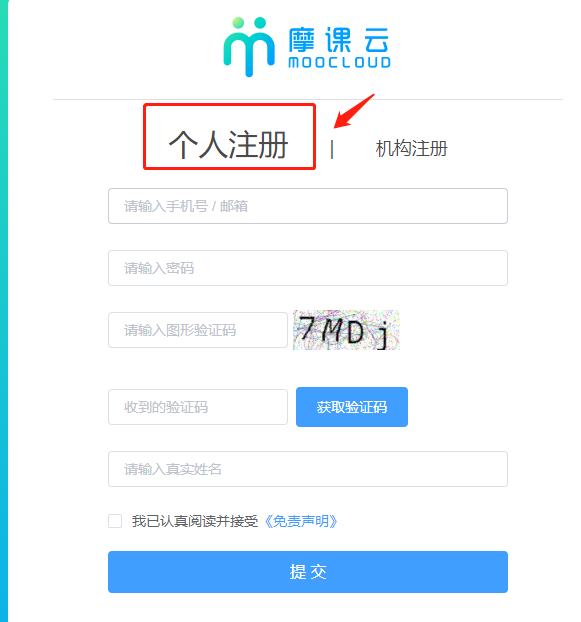 摩课云
MOOCLOUD
个人注册 | 机构注册
请输入手机号 / 邮箱
请输入密码
请输入图形验证码 7MDj
收到的验证码 获取验证码
请输入真实姓名
我已认真阅读并接受《免责声明》
提交